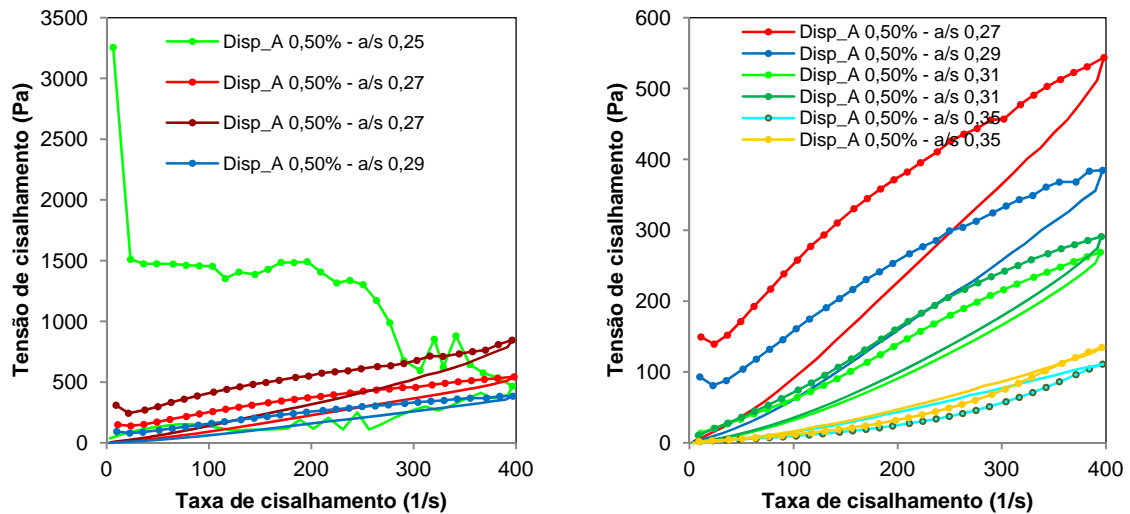 3500
3000
2500
2000
1500
1000
500
0
0
100
200
300
400
Tensão de cisalhamento (Pa)
Taxa de cisalhamento (1/s)
Disp_A 0,50% - a/s 0,25
Disp_A 0,50% - a/s 0,27
Disp_A 0,50% - a/s 0,27
Disp_A 0,50% - a/s 0,29
600
500
400
300
200
100
0
0
100
200
300
400
Tensão de cisalhamento (Pa)
Taxa de cisalhamento (1/s)
Disp_A 0,50% - a/s 0,27
Disp_A 0,50% - a/s 0,29
Disp_A 0,50% - a/s 0,31
Disp_A 0,50% - a/s 0,31
Disp_A 0,50% - a/s 0,35
Disp_A 0,50% - a/s 0,35